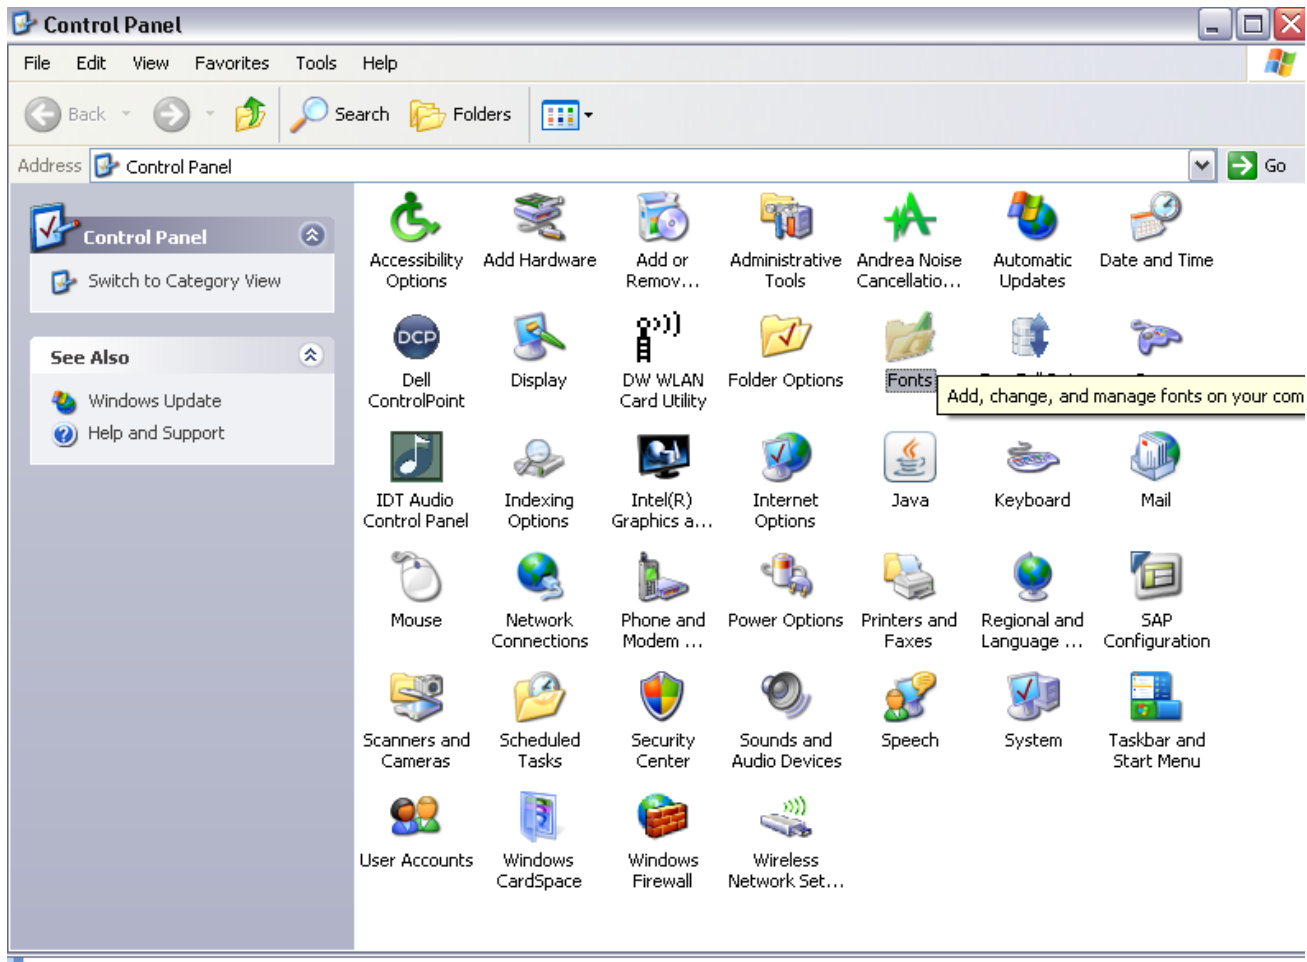 Control Panel
File Edit View Favorites Tools Help
Back Search Folders
Address Control Panel Go
Control Panel
Switch to Category View
See Also
Windows Update
Help and Support
Accessibility Options
Add Hardware
Add or Remov...
Administrative Tools
Andrea Noise Cancellatio...
Automatic Updates
Date and Time
DCP
Dell ControlPoint
Display
DW WLAN Card Utility
Folder Options
Fonts
Add, change, and manage fonts on your com
IDT Audio Control Panel
Indexing Options
Intel(R) Graphics a...
Internet Options
Java
Keyboard
Mail
Mouse
Network Connections
Phone and Modem ...
Power Options
Printers and Faxes
Regional and Language ...
SAP Configuration
Scanners and Cameras
Scheduled Tasks
Security Center
Sounds and Audio Devices
Speech
System
Taskbar and Start Menu
User Accounts
Windows CardSpace
Windows Firewall
Wireless Network Set...